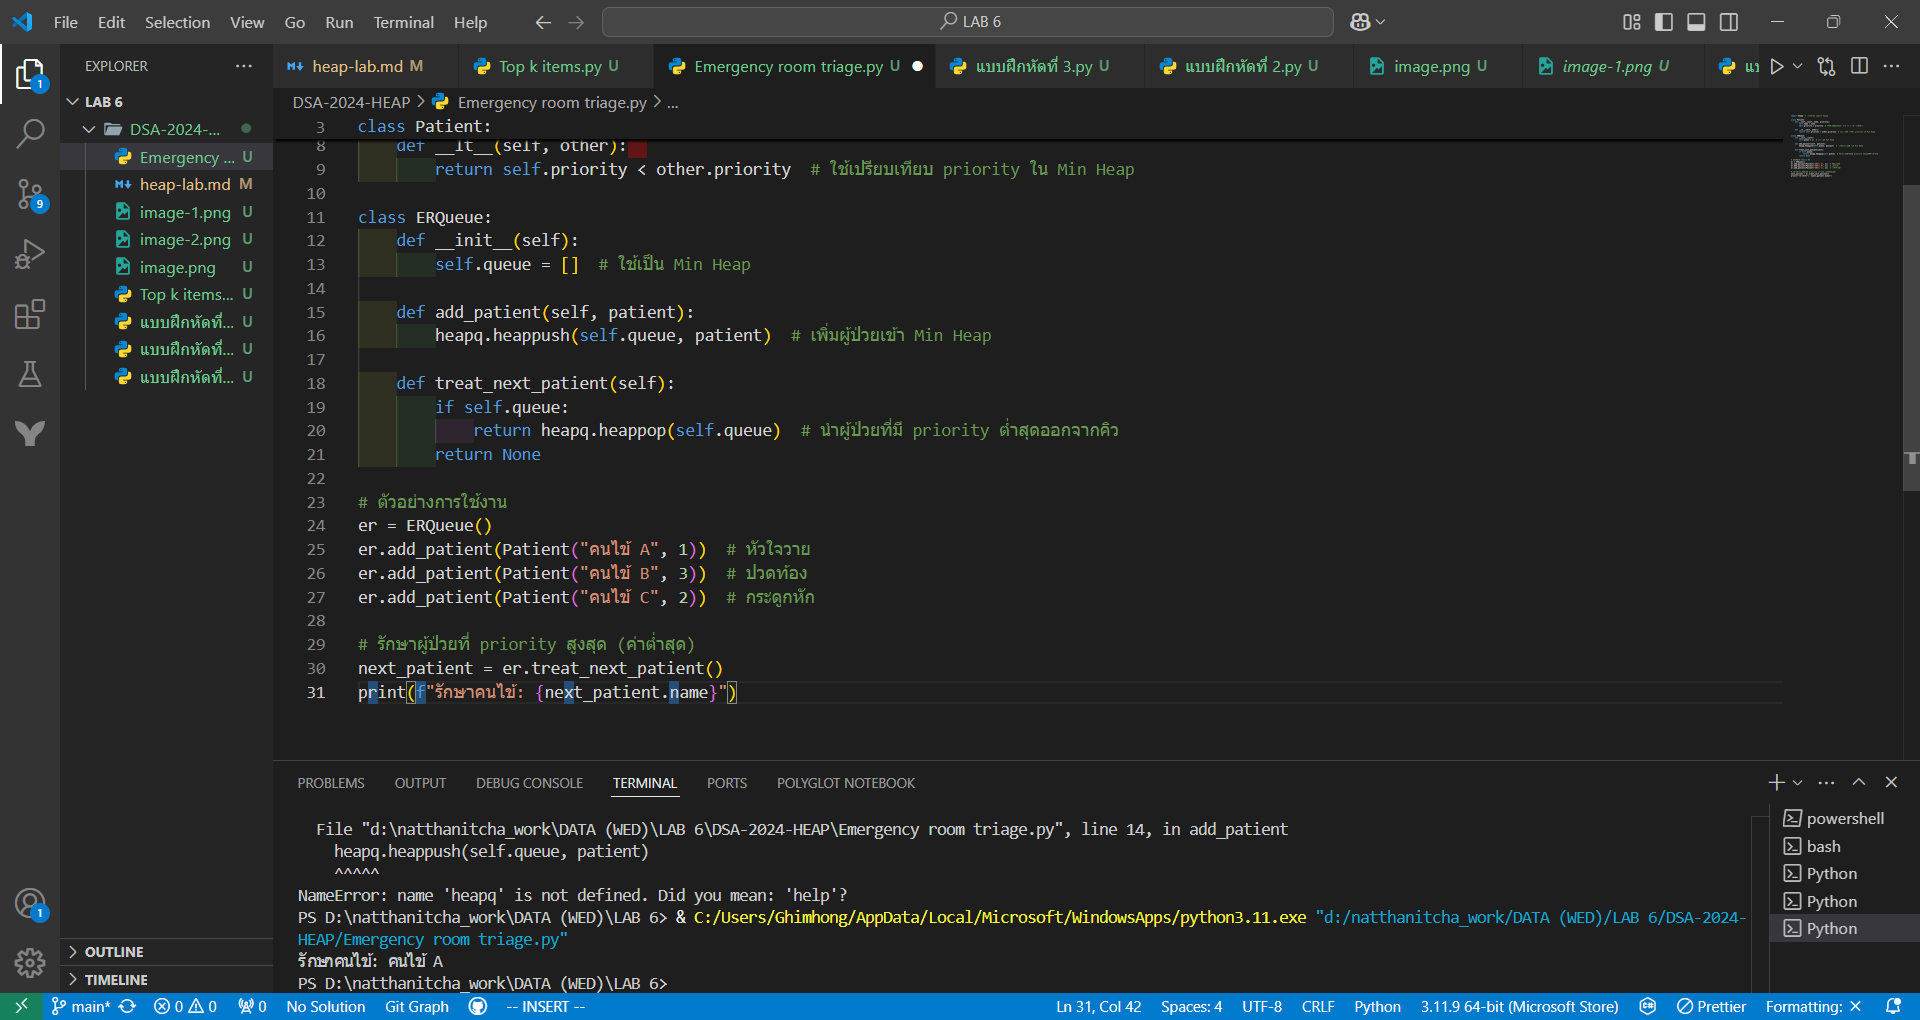 File Edit Selection View Go Run Terminal Help
LAB 6
EXPLORER
LAB 6
DSA-2024-...
Emergency ... U
heap-lab.md M
image-1.png U
image-2.png U
image.png U
Top k items... U
แบบฝึกหัดที่... U
แบบฝึกหัดที่... U
แบบฝึกหัดที่... U
OUTLINE
TIMELINE
heap-lab.md M Top k items.py U Emergency room triage.py U แบบฝึกหัดที่ 3.py U แบบฝึกหัดที่ 2.py U image.png U image-1.png U
DSA-2024-HEAP > Emergency room triage.py > ...
3 class Patient:
8 def __lt__(self, other):
9 return self.priority < other.priority # ใช้เปรียบเทียบ priority ใน Min Heap
10
11 class ERQueue:
12 def __init__(self):
13 self.queue = [] # ใช้เป็น Min Heap
14
15 def add_patient(self, patient):
16 heapq.heappush(self.queue, patient) # เพิ่มผู้ป่วยเข้า Min Heap
17
18 def treat_next_patient(self):
19 if self.queue:
20 return heapq.heappop(self.queue) # นำผู้ป่วยที่มี priority ต่ำสุดออกจากคิว
21 return None
22
23 # ตัวอย่างการใช้งาน
24 er = ERQueue()
25 er.add_patient(Patient("คนไข้ A", 1)) # หัวใจวาย
26 er.add_patient(Patient("คนไข้ B", 3)) # ปวดท้อง
27 er.add_patient(Patient("คนไข้ C", 2)) # กระดูกหัก
28
29 # รักษาผู้ป่วยที่ priority สูงสุด (ค่าต่ำสุด)
30 next_patient = er.treat_next_patient()
31 print(f"รักษาคนไข้: {next_patient.name}")
PROBLEMS OUTPUT DEBUG CONSOLE TERMINAL PORTS POLYGLOT NOTEBOOK
File "d:\natthanitcha_work\DATA (WED)\LAB 6\DSA-2024-HEAP\Emergency room triage.py", line 14, in add_patient
heapq.heappush(self.queue, patient)
^^^^^
NameError: name 'heapq' is not defined. Did you mean: 'help'?
PS D:\natthanitcha_work\DATA (WED)\LAB 6> & C:/Users/Ghimhong/AppData/Local/Microsoft/WindowsApps/python3.11.exe "d:/natthanitcha_work/DATA (WED)/LAB 6/DSA-2024-
HEAP/Emergency room triage.py"
รักษาคนไข้: คนไข้ A
PS D:\natthanitcha_work\DATA (WED)\LAB 6>
powershell
bash
Python
Python
Python
1
9
1
main* 0 0 0 No Solution Git Graph -- INSERT -- Ln 31, Col 42 Spaces: 4 UTF-8 CRLF Python 3.11.9 64-bit (Microsoft Store) Prettier Formatting: ×